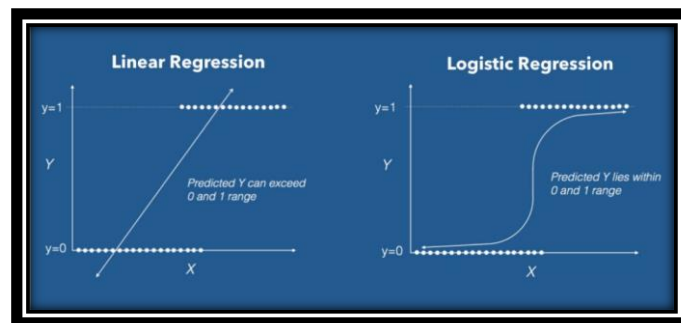 Linear Regression
y=1
Y
Predicted Y can exceed
0 and 1 range
y=0
X
Logistic Regression
y=1
Y
Predicted Y lies within
0 and 1 range
y=0
X